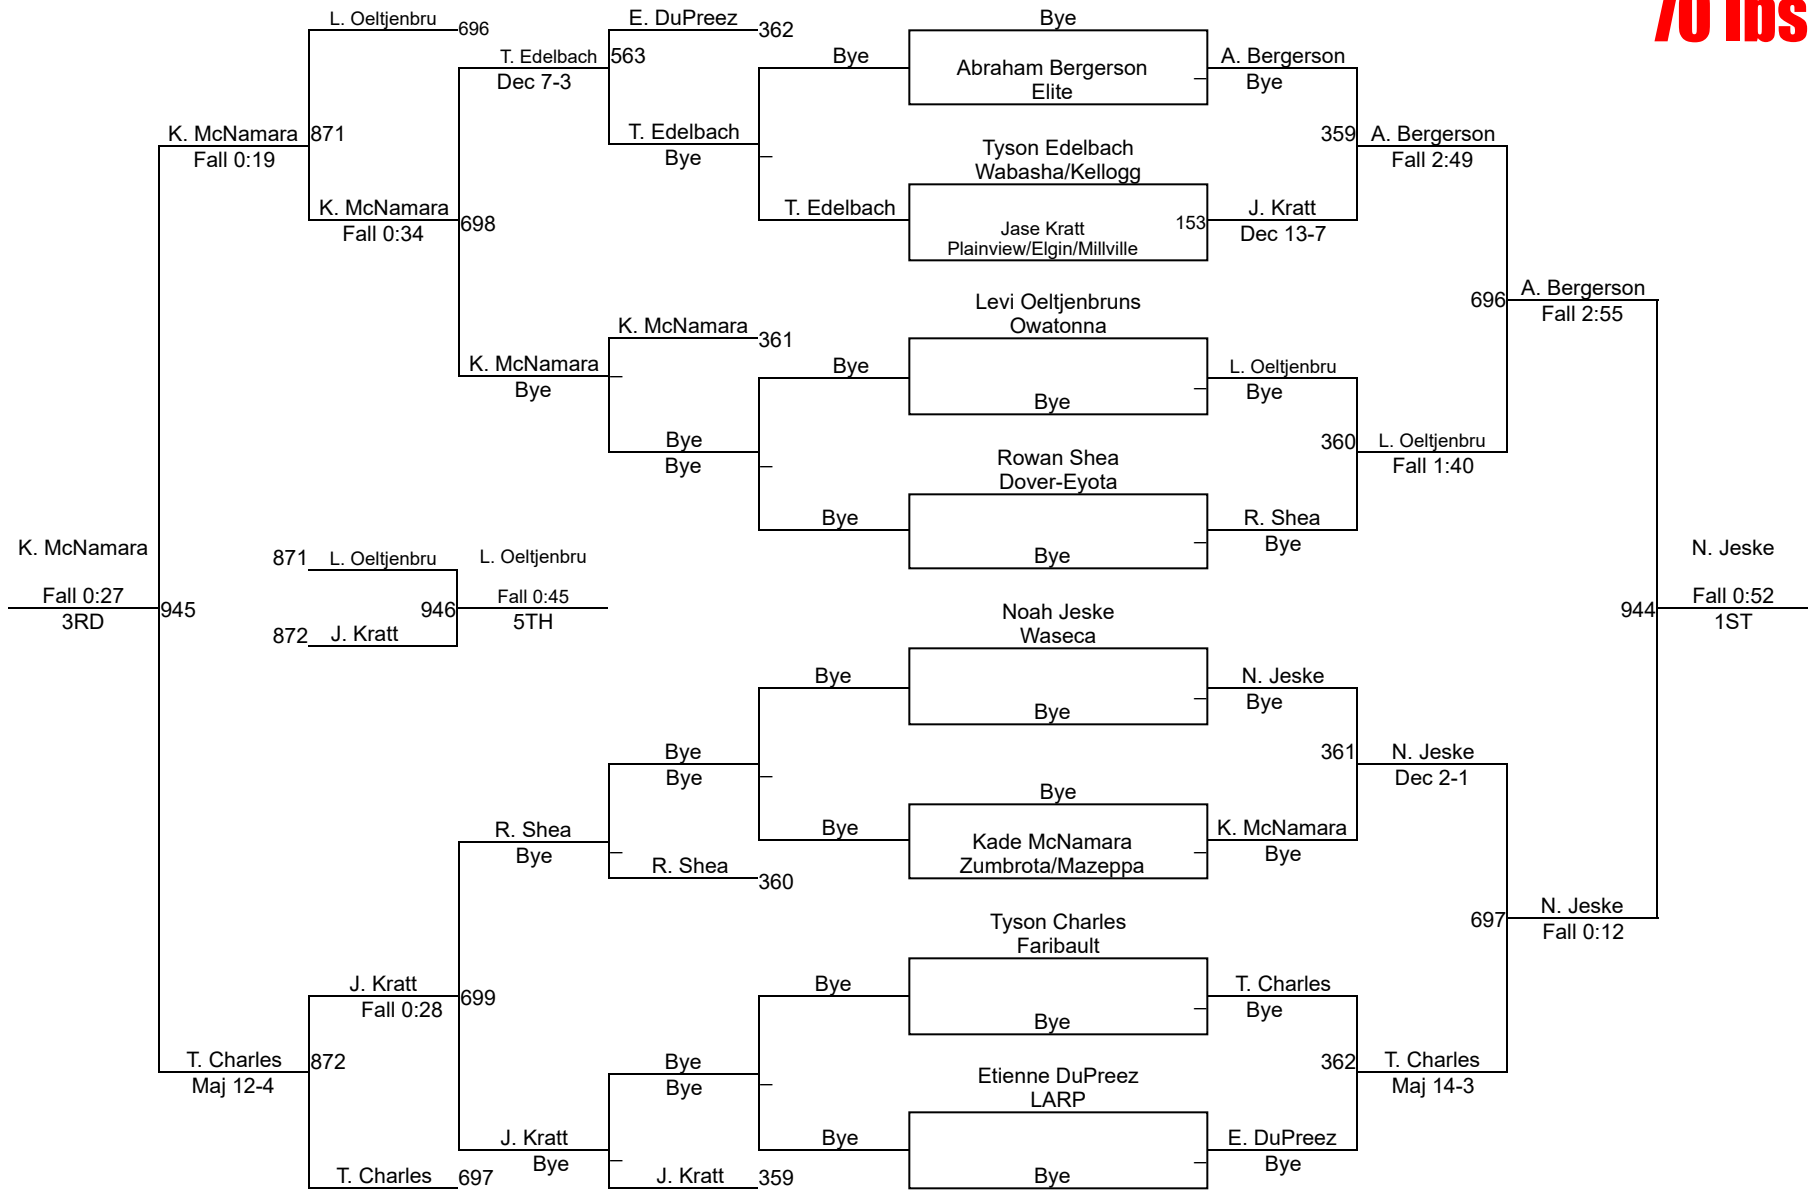 70 lbs
L. Oeltjenbru
696
E. DuPreez
362
Bye
T. Edelbach
563
Dec 7-3
Bye
Abraham Bergerson
Elite
A. Bergerson
Bye
K. McNamara
871
Fall 0:19
T. Edelbach
Bye
Tyson Edelbach
Wabasha/Kellogg
359
A. Bergerson
Fall 2:49
K. McNamara
698
Fall 0:34
T. Edelbach
Jase Kratt
153
Plainview/Elgin/Millville
J. Kratt
Dec 13-7
Levi Oeltjenbruns
Owatonna
696
A. Bergerson
Fall 2:55
K. McNamara
361
K. McNamara
Bye
Bye
Bye
L. Oeltjenbru
Bye
Bye
Bye
Rowan Shea
Dover-Eyota
360
L. Oeltjenbru
Fall 1:40
Bye
Bye
R. Shea
Bye
K. McNamara
Fall 0:27
3RD
945
871
L. Oeltjenbru
872
J. Kratt
946
L. Oeltjenbru
Fall 0:45
5TH
Noah Jeske
Waseca
944
N. Jeske
Fall 0:52
1ST
Bye
Bye
N. Jeske
Bye
Bye
Bye
361
N. Jeske
Dec 2-1
R. Shea
Bye
Bye
Bye
Kade McNamara
Zumbrota/Mazeppa
K. McNamara
Bye
R. Shea
360
Tyson Charles
Faribault
697
N. Jeske
Fall 0:12
J. Kratt
699
Fall 0:28
Bye
Bye
T. Charles
Bye
T. Charles
872
Maj 12-4
Bye
Bye
Etienne DuPreez
LARP
362
T. Charles
Maj 14-3
J. Kratt
Bye
Bye
Bye
E. DuPreez
Bye
T. Charles
697
J. Kratt
359